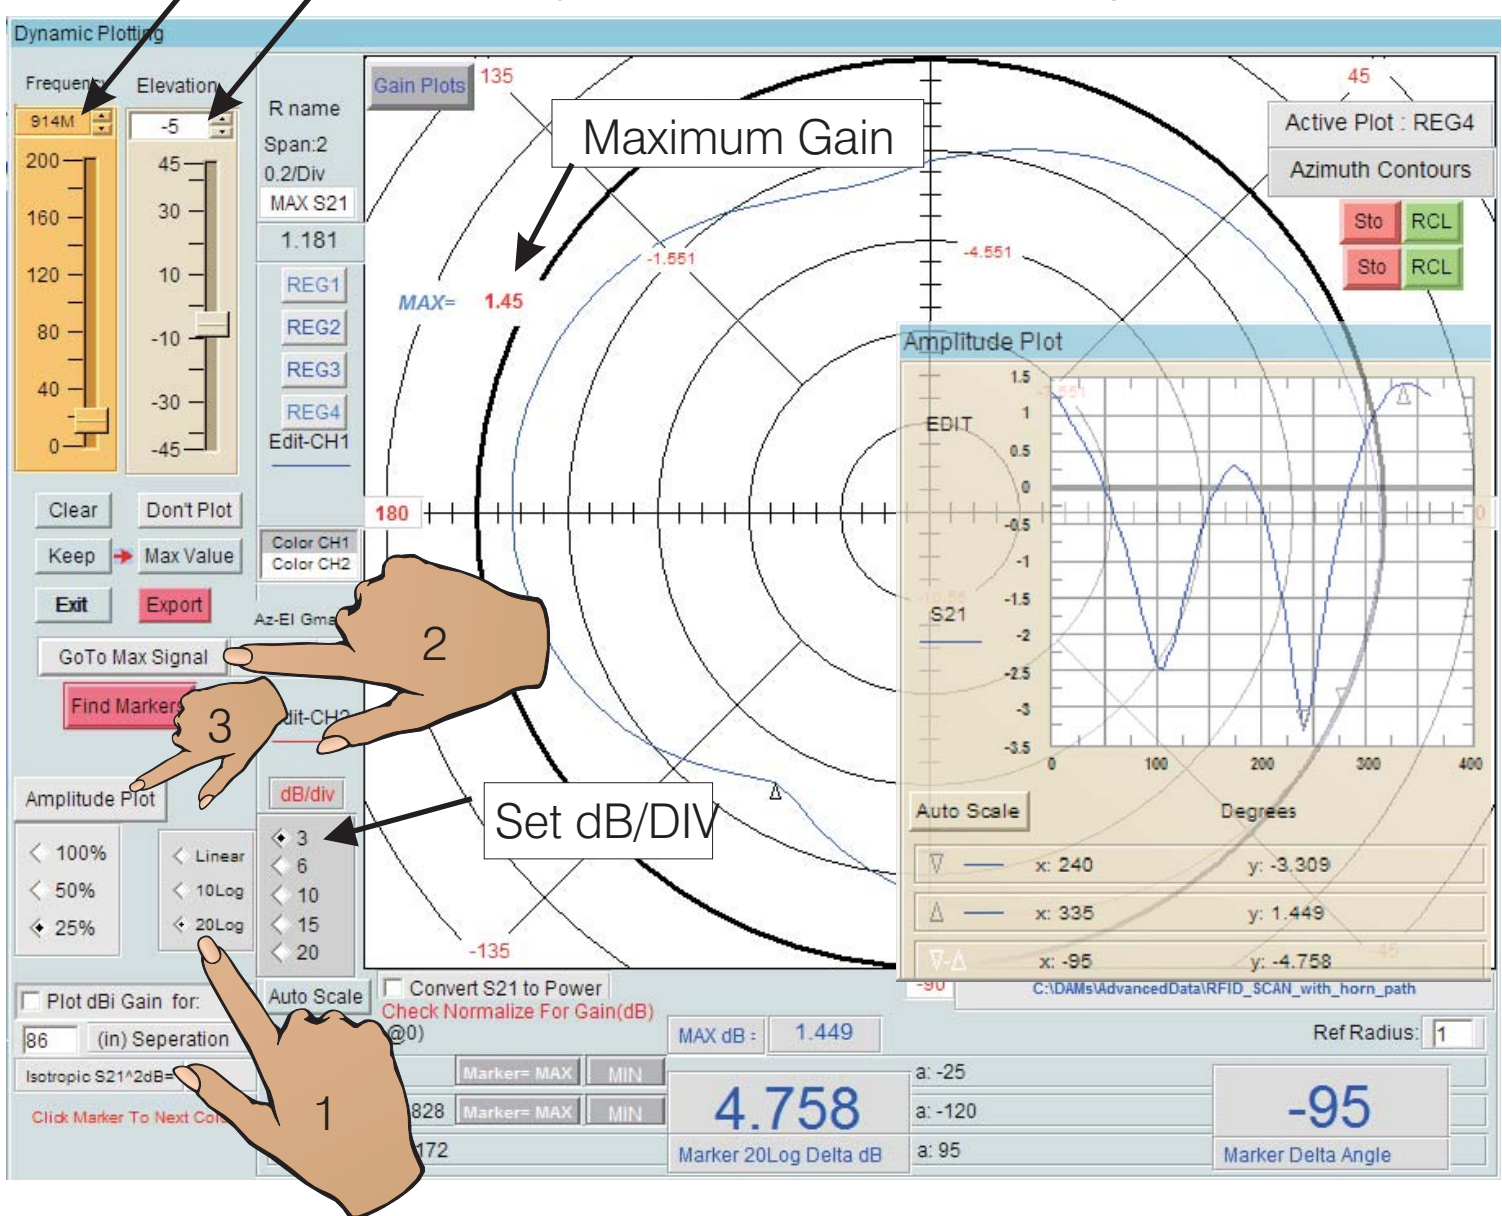 Dynamic Plotting
Frequency
Elevation
914M
-5
200
160
120
80
40
0
45
30
10
-10
-30
-45
R name
Span:2
0.2/Div
MAX S21
1.181
REG1
REG2
REG3
REG4
Edit-CH1
Color CH1
Color CH2
Clear
Don't Plot
Keep
Max Value
Exit
Export
Az-El Gma
GoTo Max Signal
Find Markers
2
3
dit-CH2
Amplitude Plot
100%
50%
25%
Linear
10Log
20Log
dB/div
3
6
10
15
20
Auto Scale
Plot dBi Gain for:
86
(in) Seperation
Isotropic S21^2dB=
Click Marker To Next Col
1
Gain Plots
135
45
Maximum Gain
MAX=
1.45
-1.551
-4.551
-7.551
-10.55
180
0
Set dB/DIV
-135
-45
-90
Active Plot : REG4
Azimuth Contours
Sto
RCL
Sto
RCL
Amplitude Plot
EDIT
S21
1.5
1
0.5
0
-0.5
-1
-1.5
-2
-2.5
-3
-3.5
0
100
200
300
400
Auto Scale
Degrees
x: 240
y: -3.309
x: 335
y: 1.449
∇-Δ
x: -95
y: -4.758
C:\DAMs\AdvancedData\RFID_SCAN_with_horn_path
Convert S21 to Power
Check Normalize For Gain(dB)
@0)
MAX dB :
1.449
Ref Radius:
1
Marker= MAX
MIN
a: -25
828
Marker= MAX
MIN
a: -120
172
a: 95
4.758
Marker 20Log Delta dB
-95
Marker Delta Angle